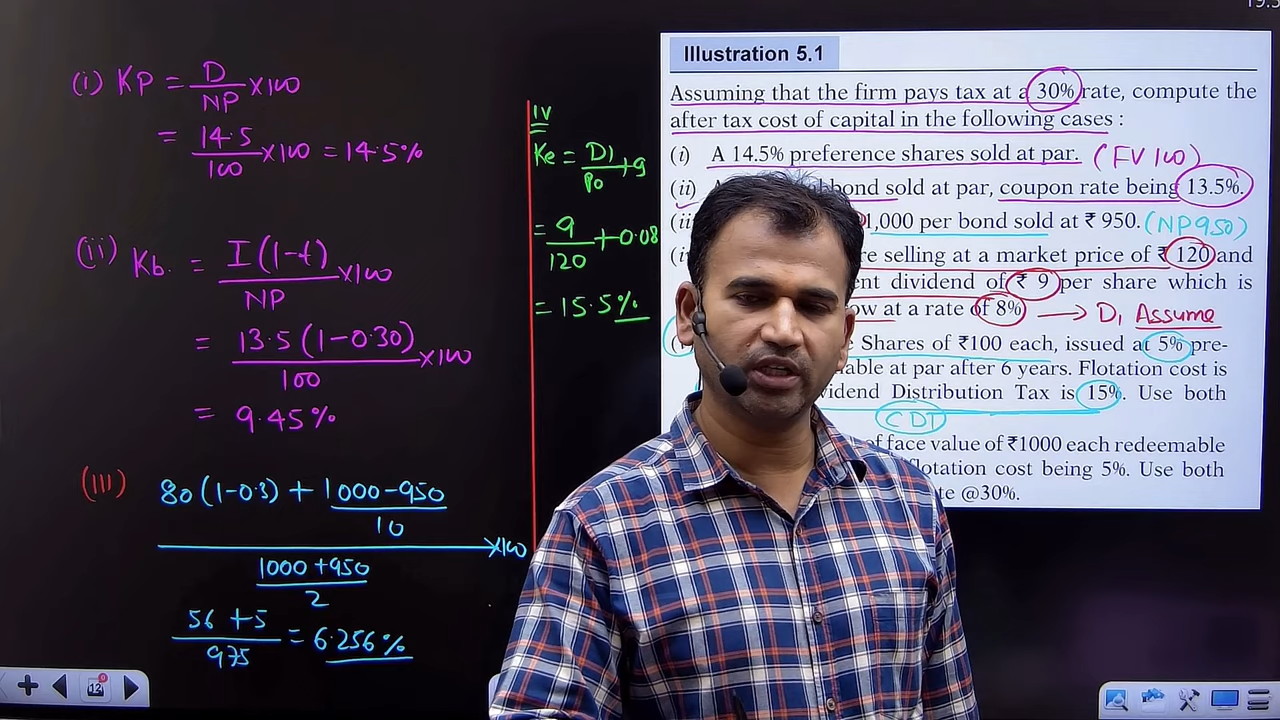 19.5
(i) KP = D/NP ×100
= 14.5/100 ×100 = 14.5%
(ii) Kb. = I(1-t)/NP ×100
= 13.5(1-0.30)/100 ×100
= 9.45%
(III) 80(1-0.3) + 1000-950/10
×100
1000+950/2
56+5/975 = 6.256%
IV
Ke = D1/P0 +g
= 9/120 +0.08
= 15.5%
Illustration 5.1
Assuming that the firm pays tax at a 30% rate, compute the
after tax cost of capital in the following cases :
(i) A 14.5% preference shares sold at par. (FV 100)
(ii) bond sold at par, coupon rate being 13.5%.
1,000 per bond sold at ₹ 950. (NP950)
selling at a market price of ₹ 120 and
dividend of ₹ 9 per share which is
at a rate of 8% → D1 Assume
Shares of ₹100 each, issued at 5% pre-
at par after 6 years. Flotation cost is
Dividend Distribution Tax is 15%. Use both
CDT
of face value of ₹1000 each redeemable
flotation cost being 5%. Use both
@30%.
12